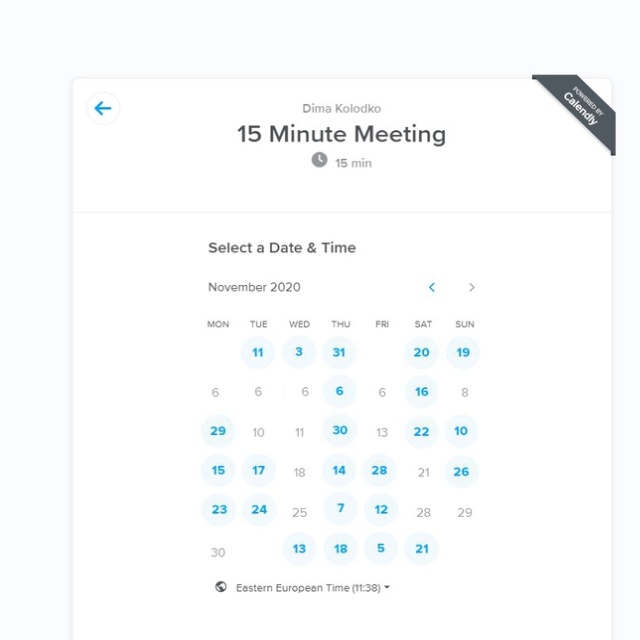 POWERED BY
Calendly
Dima Kolodko
15 Minute Meeting
15 min
Select a Date & Time
November 2020
MON TUE WED THU FRI SAT SUN
11 3 31 20 19
6 6 6 6 6 16 8
29 10 11 30 13 22 10
15 17 18 14 28 21 26
23 24 25 7 12 28 29
30 13 18 5 21
Eastern European Time (11:38)